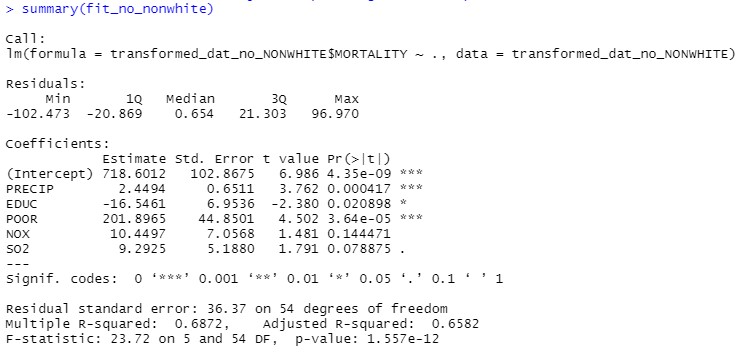 > summary(fit_no_nonwhite)
Call:
lm(formula = transformed_dat_no_NONWHITE$MORTALITY ~ ., data = transformed_dat_no_NONWHITE)
Residuals:
Min 1Q Median 3Q Max
-102.473 -20.869 0.654 21.303 96.970
Coefficients:
Estimate Std. Error t value Pr(>|t|)
(Intercept) 718.6012 102.8675 6.986 4.35e-09 ***
PRECIP 2.4494 0.6511 3.762 0.000417 ***
EDUC -16.5461 6.9536 -2.380 0.020898 *
POOR 201.8965 44.8501 4.502 3.64e-05 ***
NOX 10.4497 7.0568 1.481 0.144471
SO2 9.2925 5.1880 1.791 0.078875 .
---
Signif. codes: 0 ‘***’ 0.001 ‘**’ 0.01 ‘*’ 0.05 ‘.’ 0.1 ‘ ’ 1
Residual standard error: 36.37 on 54 degrees of freedom
Multiple R-squared: 0.6872, Adjusted R-squared: 0.6582
F-statistic: 23.72 on 5 and 54 DF, p-value: 1.557e-12